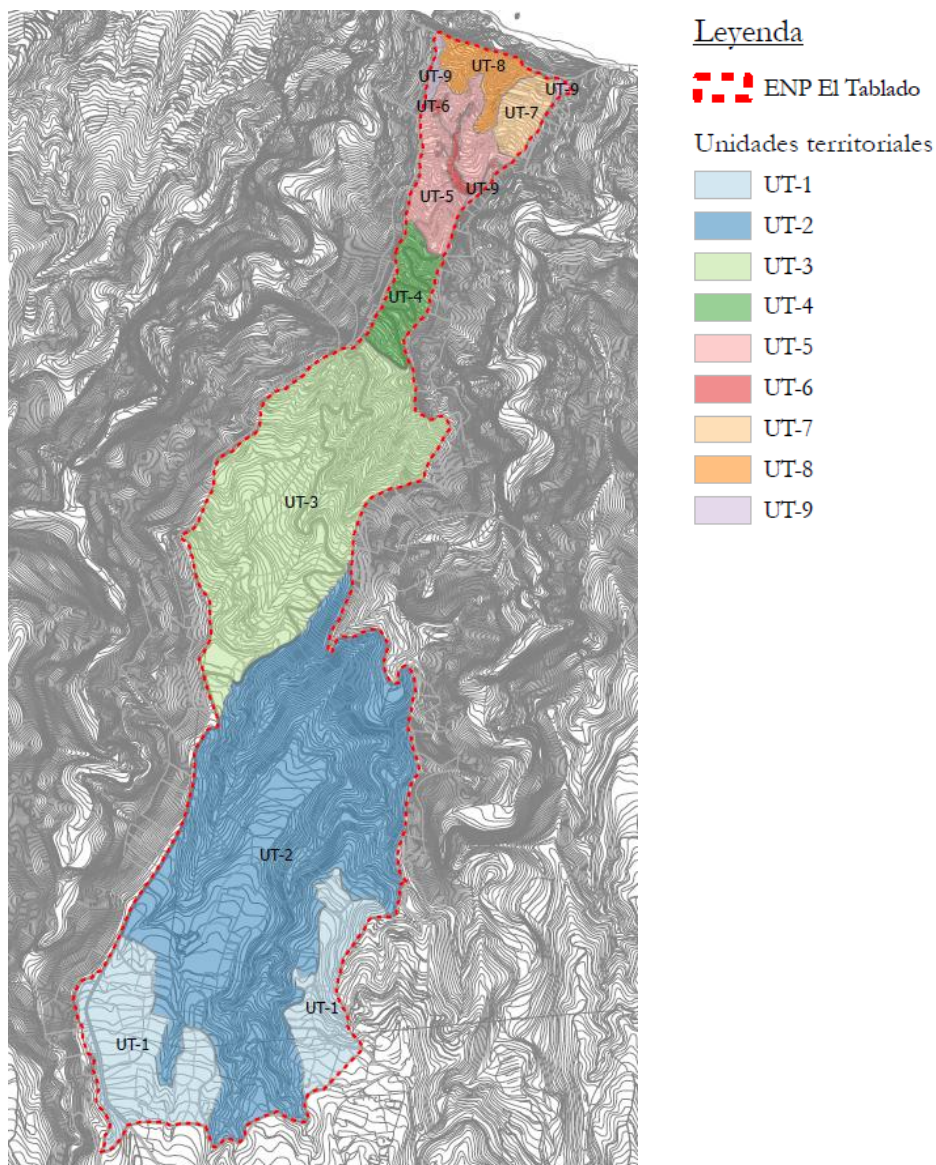 Leyenda
ENP El Tablado
Unidades territoriales
UT-1
UT-2
UT-3
UT-4
UT-5
UT-6
UT-7
UT-8
UT-9
UT-8
UT-9
UT-9
UT-6
UT-7
UT-9
UT-5
UT-4
UT-3
UT-2
UT-1
UT-1